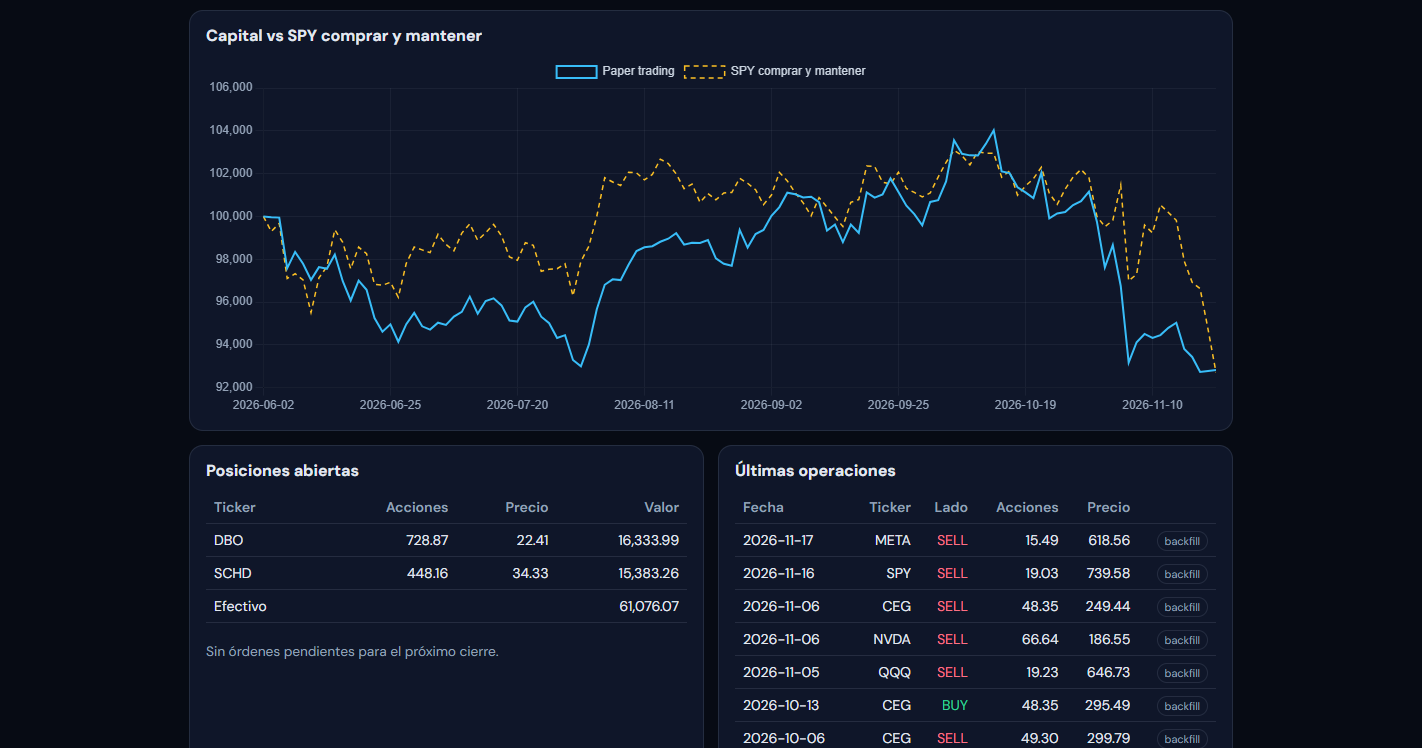 Capital vs SPY comprar y mantener
Paper trading SPY comprar y mantener
106,000
104,000
102,000
100,000
98,000
96,000
94,000
92,000
2026-06-02 2026-06-25 2026-07-20 2026-08-11 2026-09-02 2026-09-25 2026-10-19 2026-11-10
Posiciones abiertas
Ticker Acciones Precio Valor
DBO 728.87 22.41 16,333.99
SCHD 448.16 34.33 15,383.26
Efectivo 61,076.07
Sin órdenes pendientes para el próximo cierre.
Últimas operaciones
Fecha Ticker Lado Acciones Precio
2026-11-17 META SELL 15.49 618.56 backfill
2026-11-16 SPY SELL 19.03 739.58 backfill
2026-11-06 CEG SELL 48.35 249.44 backfill
2026-11-06 NVDA SELL 66.64 186.55 backfill
2026-11-05 QQQ SELL 19.23 646.73 backfill
2026-10-13 CEG BUY 48.35 295.49 backfill
2026-10-06 CEG SELL 49.30 299.79 backfill